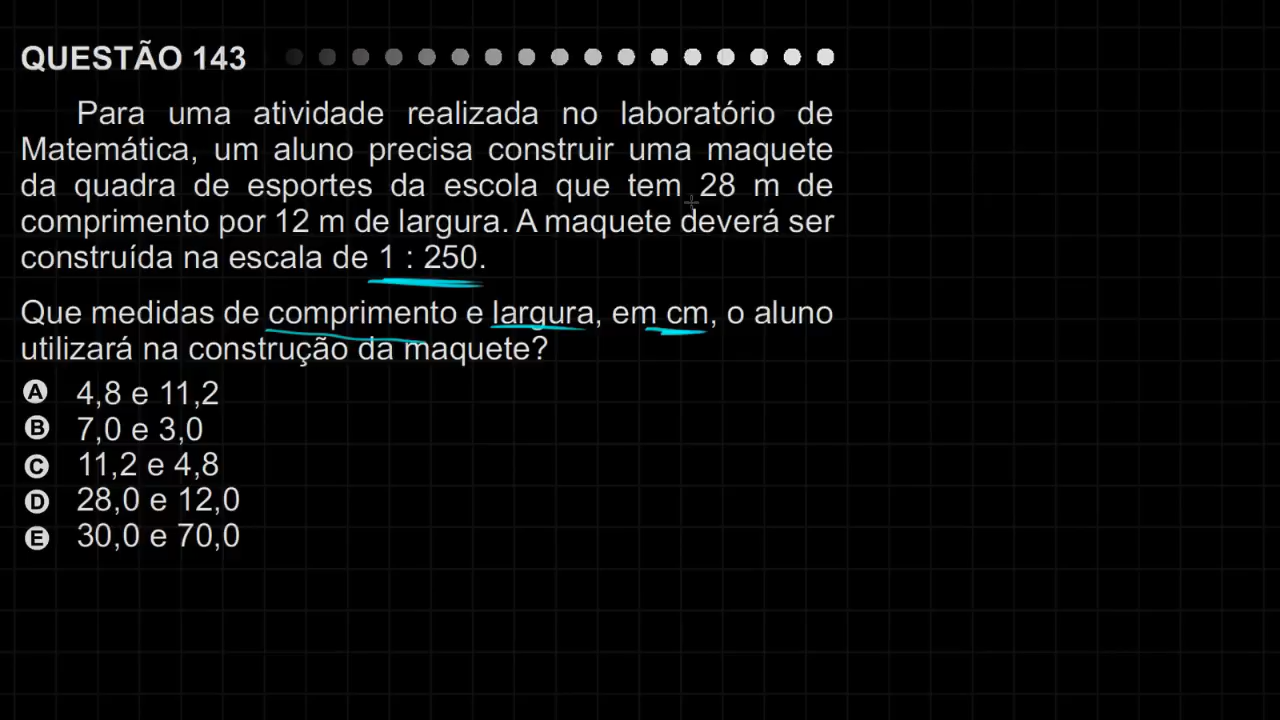 QUESTÃO 143
Para uma atividade realizada no laboratório de
Matemática, um aluno precisa construir uma maquete
da quadra de esportes da escola que tem 28 m de
comprimento por 12 m de largura. A maquete deverá ser
construída na escala de 1 : 250.
Que medidas de comprimento e largura, em cm, o aluno
utilizará na construção da maquete?
A 4,8 e 11,2
B 7,0 e 3,0
C 11,2 e 4,8
D 28,0 e 12,0
E 30,0 e 70,0